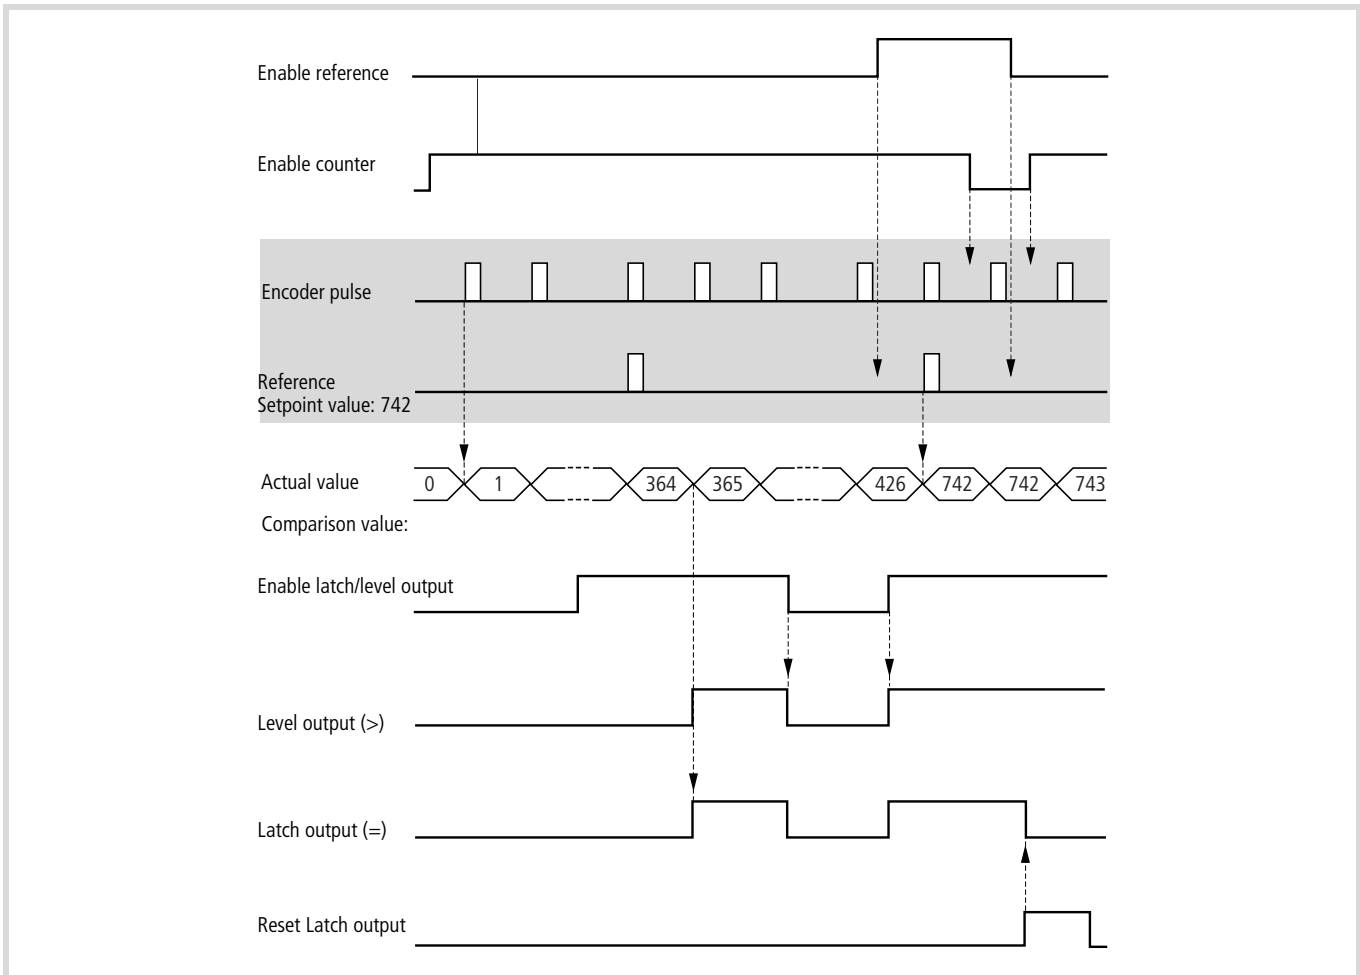 Enable reference
Enable counter
Encoder pulse
Reference
Setpoint value: 742
Actual value 0 1 364 365 426 742 742 743
Comparison value:
Enable latch/level output
Level output (>)
Latch output (=)
Reset Latch output